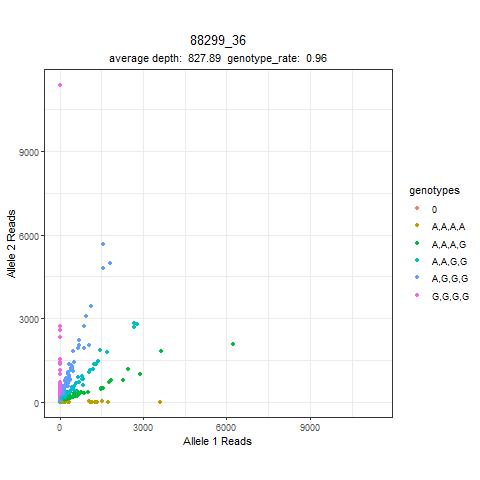 88299_36
average depth: 827.89 genotype_rate: 0.96
Allele 2 Reads
9000
6000
3000
0
0
3000
6000
9000
Allele 1 Reads
genotypes
0
A,A,A,A
A,A,A,G
A,A,G,G
A,G,G,G
G,G,G,G